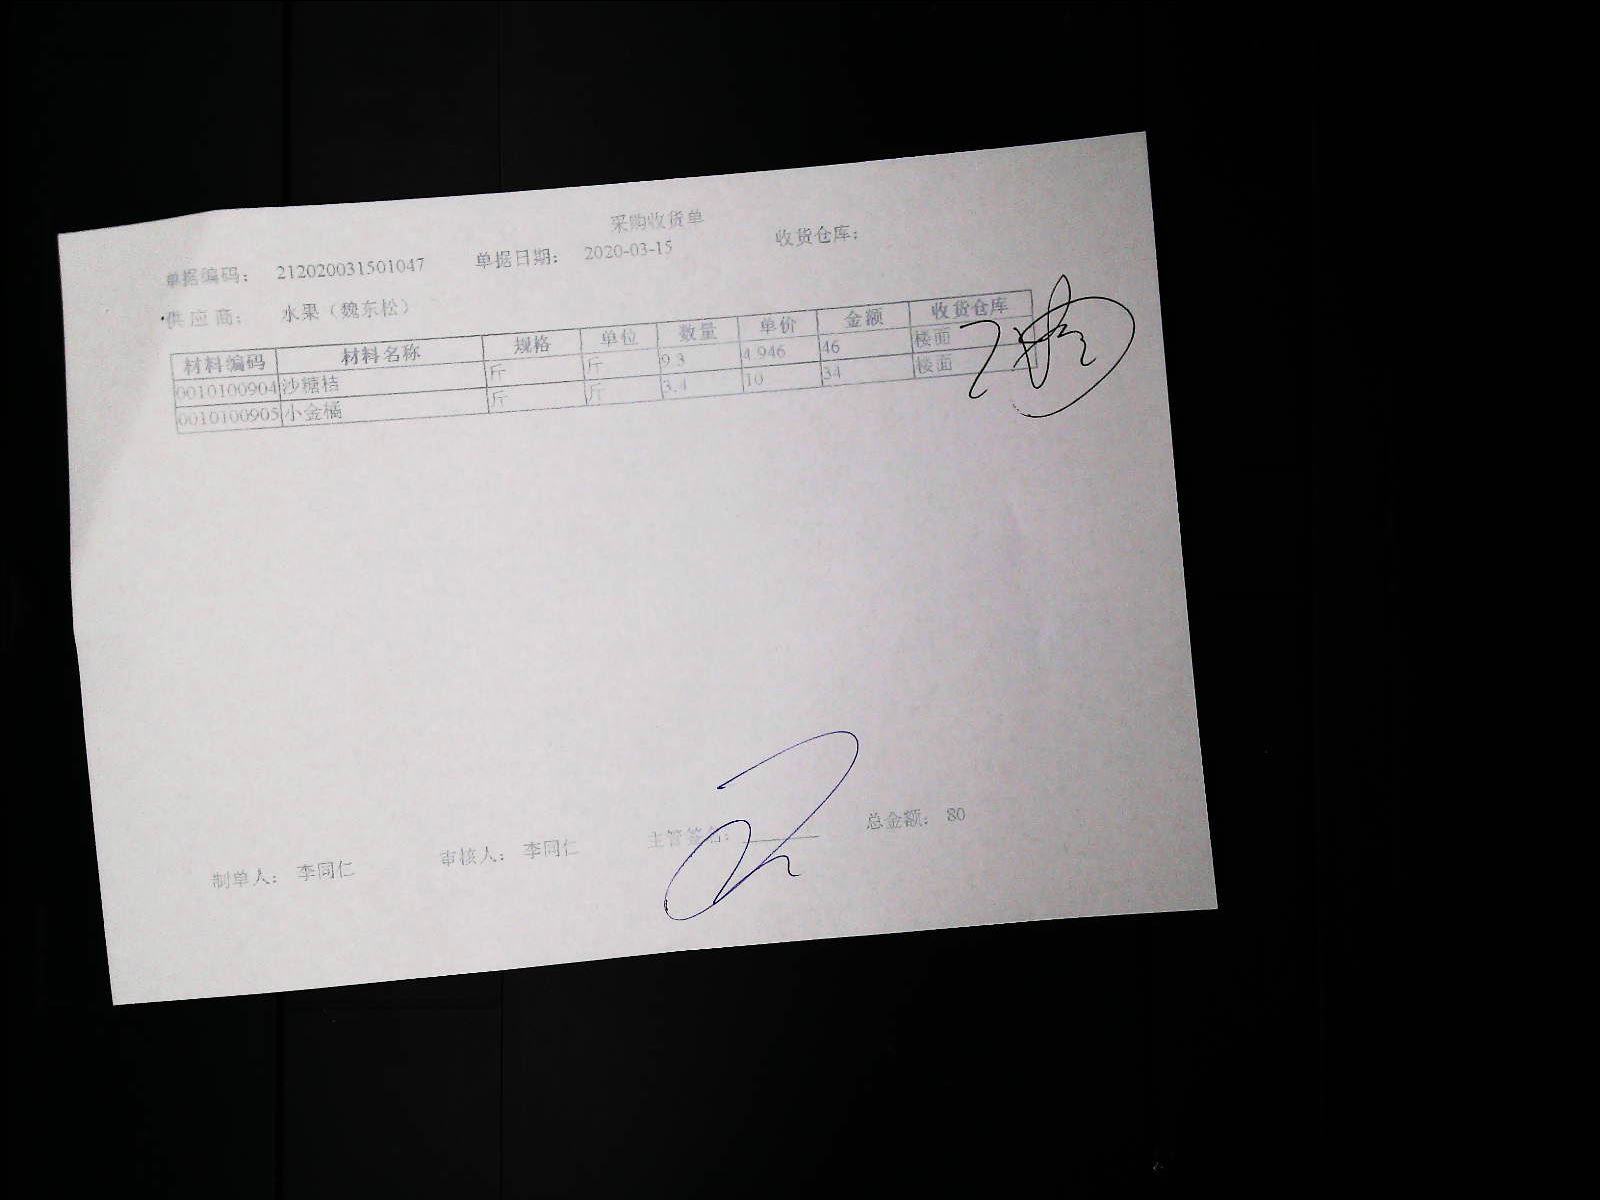 采购收货单
单据编码： 212020031501047 单据日期： 2020-03-15 收货仓库：
供应商： 水果（魏东松）
材料编码 材料名称 规格 单位 数量 单价 金额 收货仓库
0010100904 沙糖桔 斤 斤 9.3 4.946 46 楼面
0010100905 小金橘 斤 斤 3.4 10 34 楼面
制单人： 李同仁 审核人： 李同仁 主管签名： 总金额： 80